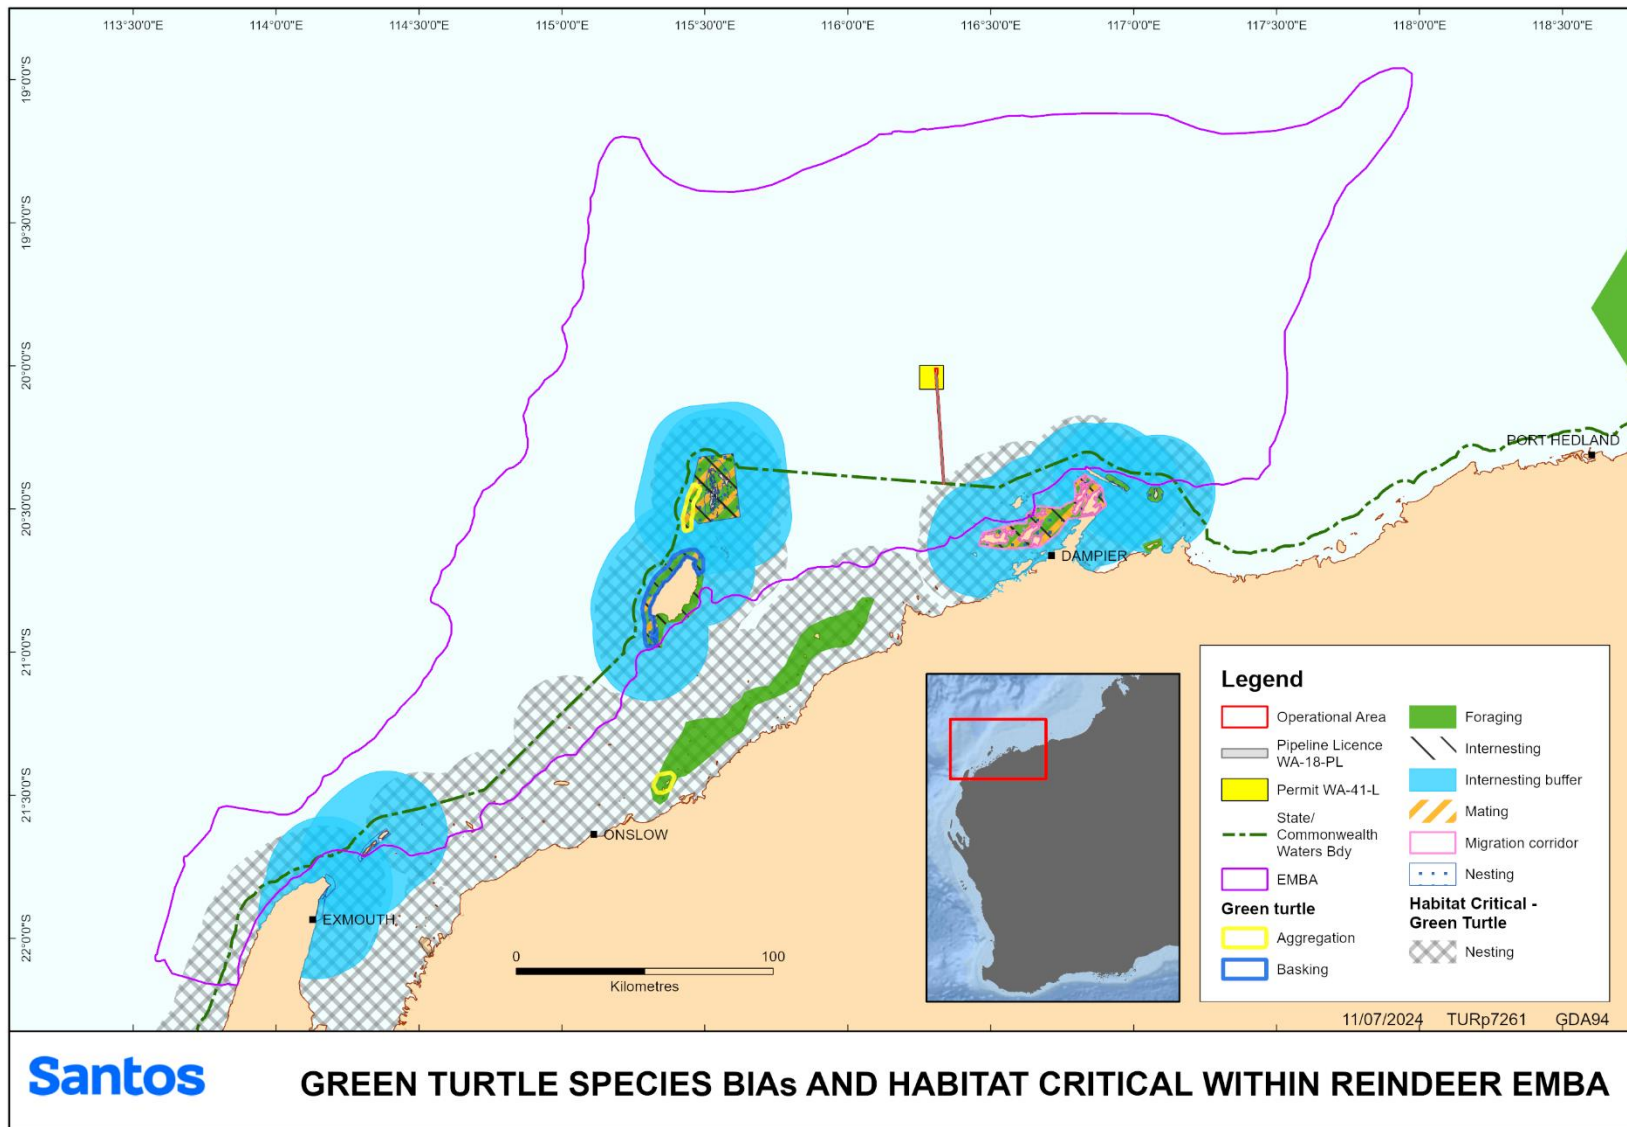 113°30'0"E
114°0'0"E
114°30'0"E
115°0'0"E
115°30'0"E
116°0'0"E
116°30'0"E
117°0'0"E
117°30'0"E
118°0'0"E
118°30'0"E
19°0'0"S
19°30'0"S
20°0'0"S
20°30'0"S
21°0'0"S
21°30'0"S
22°0'0"S
PORT HEDLAND
DAMPIER
ONSLOW
EXMOUTH
0
100
Kilometres
Legend
Operational Area
Pipeline Licence
WA-18-PL
Permit WA-41-L
State/
Commonwealth
Waters Bdy
EMBA
Green turtle
Aggregation
Basking
Foraging
Internesting
Internesting buffer
Mating
Migration corridor
Nesting
Habitat Critical -
Green Turtle
Nesting
11/07/2024 TURp7261 GDA94
Santos
GREEN TURTLE SPECIES BIAs AND HABITAT CRITICAL WITHIN REINDEER EMBA